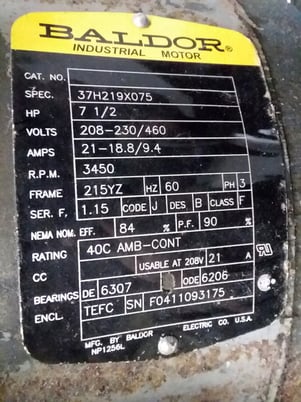 BALDOR®
INDUSTRIAL MOTOR
CAT. NO.
SPEC. 37H219X075
HP 7 1/2
VOLTS 208-230/460
AMPS 21-18.8/9.4
R.P.M. 3450
FRAME 215YZ HZ 60 PH 3
SER. F. 1.15 CODE J DES B CLASS F
NEMA NOM. EFF. 84 % P.F. 90 %
RATING 40C AMB-CONT
CC USABLE AT 208V 21 A
BEARINGS DE 6307 ODE 6206
ENCL. TEFC SN F0411093175
MFG. BY BALDOR ELECTRIC CO. U.S.A.
NP1256L